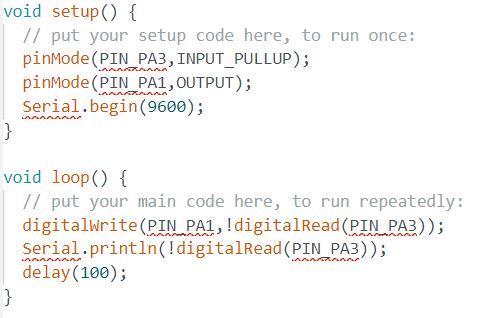 void setup() {
  // put your setup code here, to run once:
  pinMode(PIN_PA3,INPUT_PULLUP);
  pinMode(PIN_PA1,OUTPUT);
  Serial.begin(9600);
}

void loop() {
  // put your main code here, to run repeatedly:
  digitalWrite(PIN_PA1,!digitalRead(PIN_PA3));
  Serial.println(!digitalRead(PIN_PA3));
  delay(100);
}